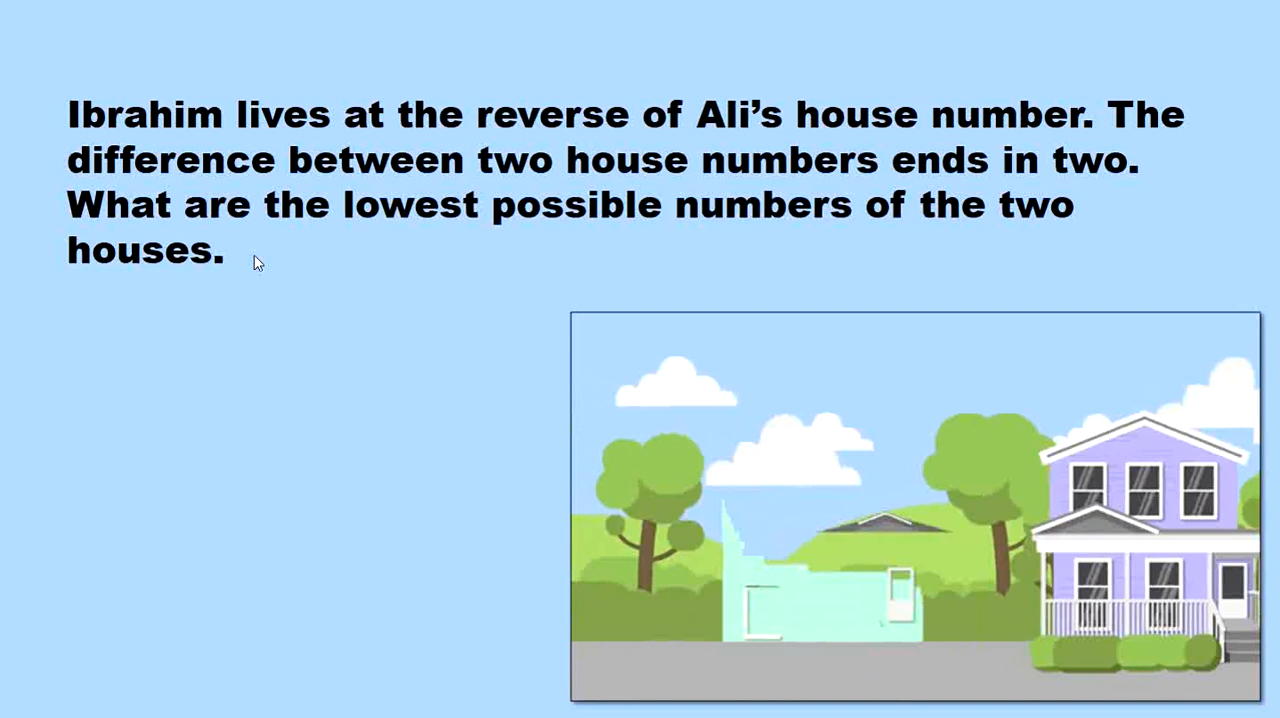 Ibrahim lives at the reverse of Ali’s house number. The
difference between two house numbers ends in two.
What are the lowest possible numbers of the two
houses.